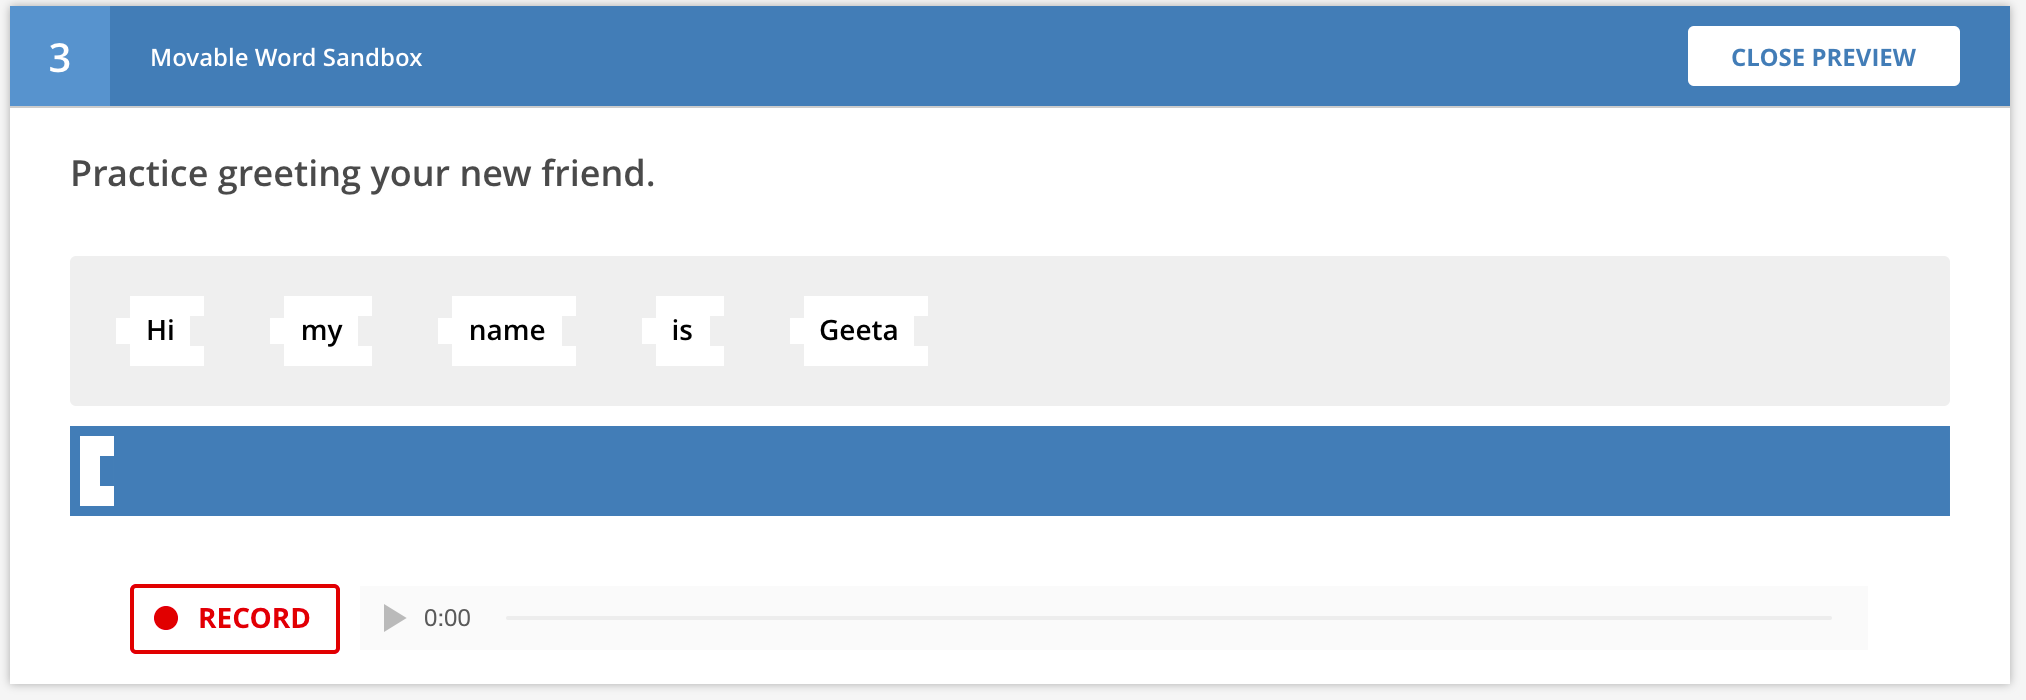 3 Movable Word Sandbox CLOSE PREVIEW
Practice greeting your new friend.
Hi my name is Geeta
RECORD 0:00